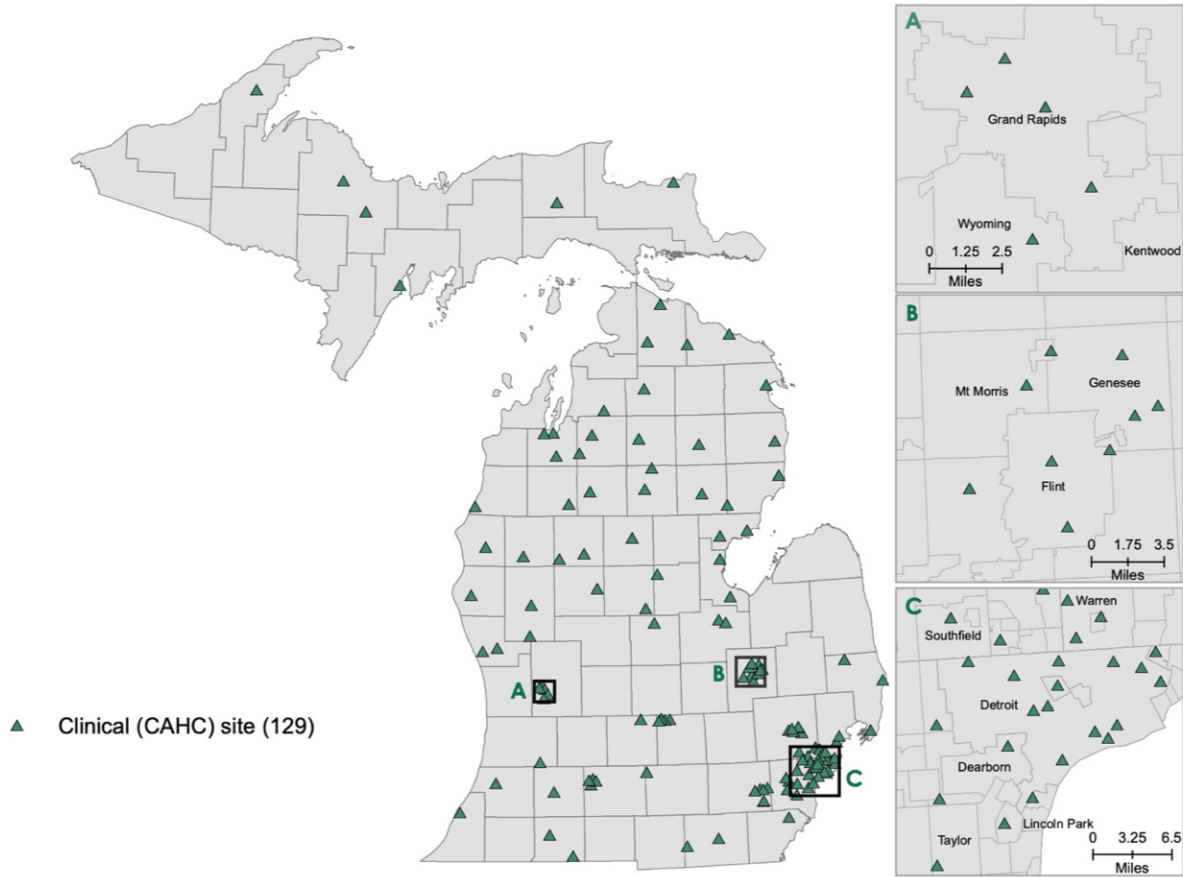 A
B
C
Clinical (CAHC) site (129)
A
Grand Rapids
Wyoming
Kentwood
0 1.25 2.5
Miles
B
Mt Morris
Genesee
Flint
0 1.75 3.5
Miles
C
Warren
Southfield
Detroit
Dearborn
Lincoln Park
Taylor
0 3.25 6.5
Miles